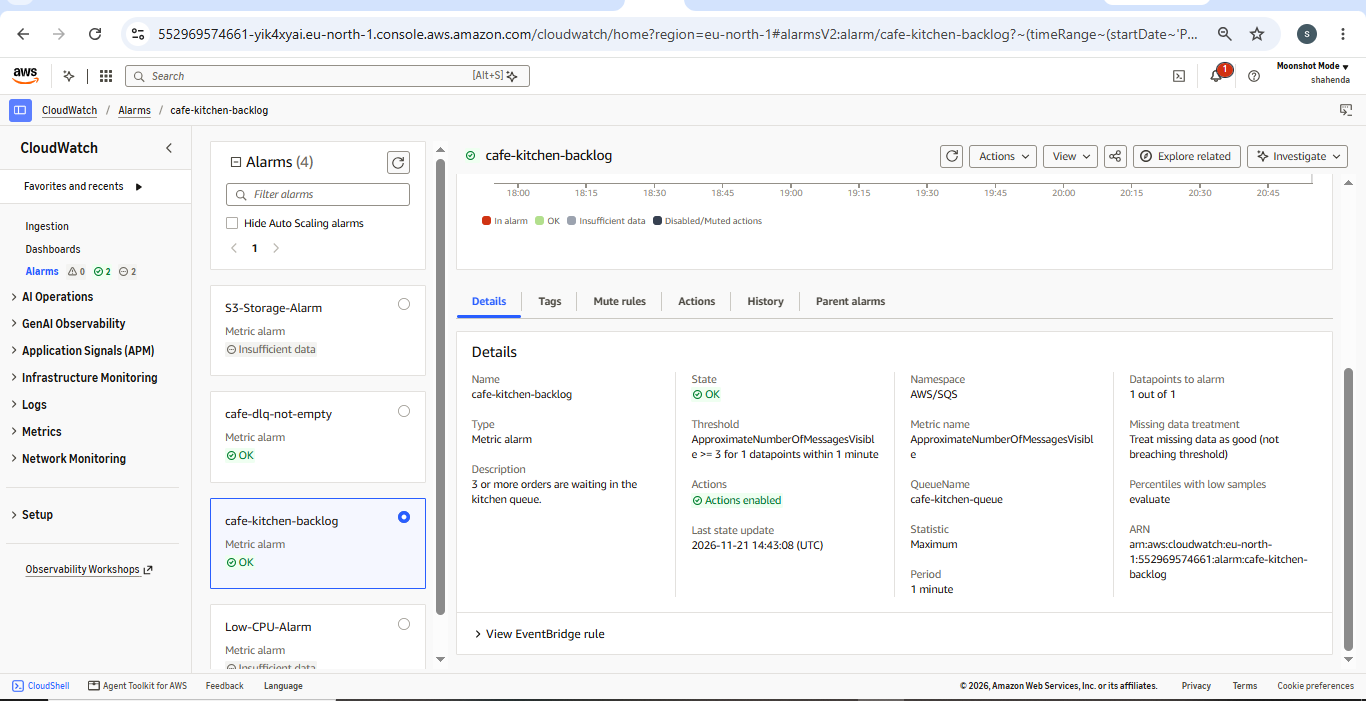 552969574661-yik4xyai.eu-north-1.console.aws.amazon.com/cloudwatch/home?region=eu-north-1#alarmsV2:alarm/cafe-kitchen-backlog?~(timeRange~(startDate~'P...
S
aws
Search
[Alt+S]
1
Moonshot Mode
shahenda
CloudWatch / Alarms / cafe-kitchen-backlog
CloudWatch
Favorites and recents
Ingestion
Dashboards
Alarms 0 2 2
AI Operations
GenAI Observability
Application Signals (APM)
Infrastructure Monitoring
Logs
Metrics
Network Monitoring
Setup
Observability Workshops
Alarms (4)
Filter alarms
Hide Auto Scaling alarms
1
S3-Storage-Alarm
Metric alarm
Insufficient data
cafe-dlq-not-empty
Metric alarm
OK
cafe-kitchen-backlog
Metric alarm
OK
Low-CPU-Alarm
Metric alarm
Insufficient data
cafe-kitchen-backlog
Actions
View
Explore related
Investigate
18:00 18:15 18:30 18:45 19:00 19:15 19:30 19:45 20:00 20:15 20:30 20:45
In alarm OK Insufficient data Disabled/Muted actions
Details Tags Mute rules Actions History Parent alarms
Details
Name
cafe-kitchen-backlog
Type
Metric alarm
Description
3 or more orders are waiting in the
kitchen queue.
State
OK
Threshold
ApproximateNumberOfMessagesVisibl
e >= 3 for 1 datapoints within 1 minute
Actions
Actions enabled
Last state update
2026-11-21 14:43:08 (UTC)
Namespace
AWS/SQS
Metric name
ApproximateNumberOfMessagesVisibl
e
QueueName
cafe-kitchen-queue
Statistic
Maximum
Period
1 minute
Datapoints to alarm
1 out of 1
Missing data treatment
Treat missing data as good (not
breaching threshold)
Percentiles with low samples
evaluate
ARN
arn:aws:cloudwatch:eu-north-
1:552969574661:alarm:cafe-kitchen-
backlog
View EventBridge rule
CloudShell
Agent Toolkit for AWS
Feedback
Language
© 2026, Amazon Web Services, Inc. or its affiliates.
Privacy
Terms
Cookie preferences